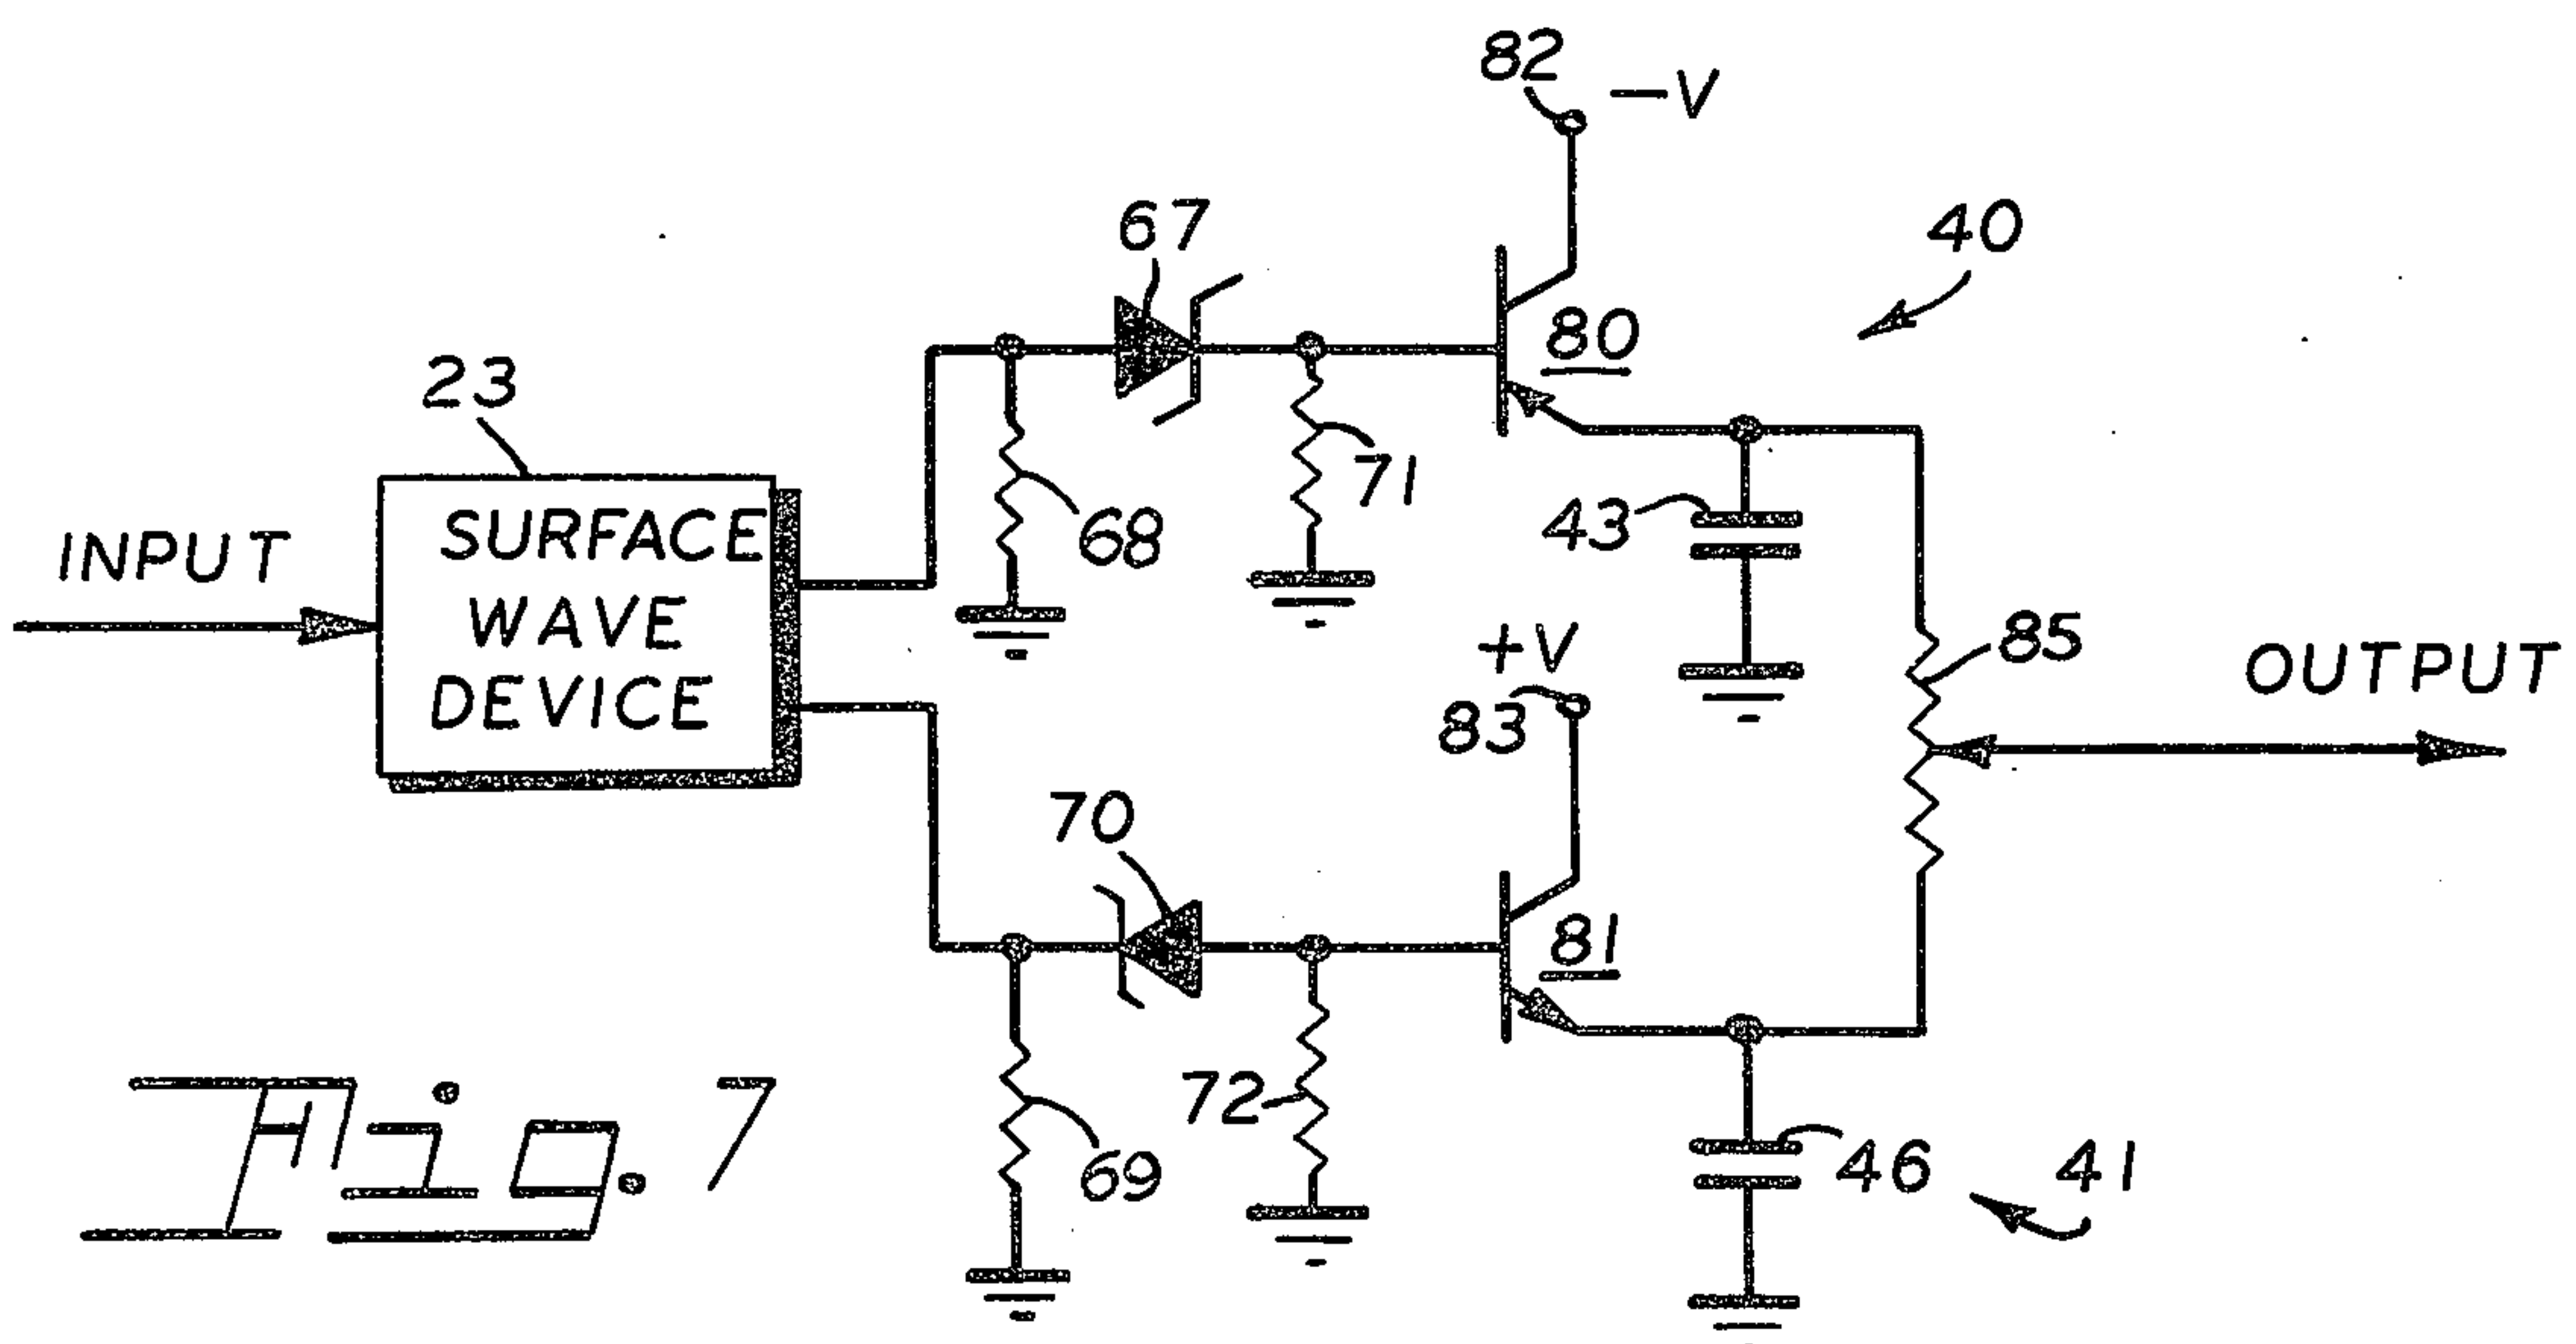 82
-V
67
40
80
23
71
43
68
INPUT
SURFACE
WAVE
DEVICE
+V
83
85
OUTPUT
70
81
72
69
46
41
Fig. 7